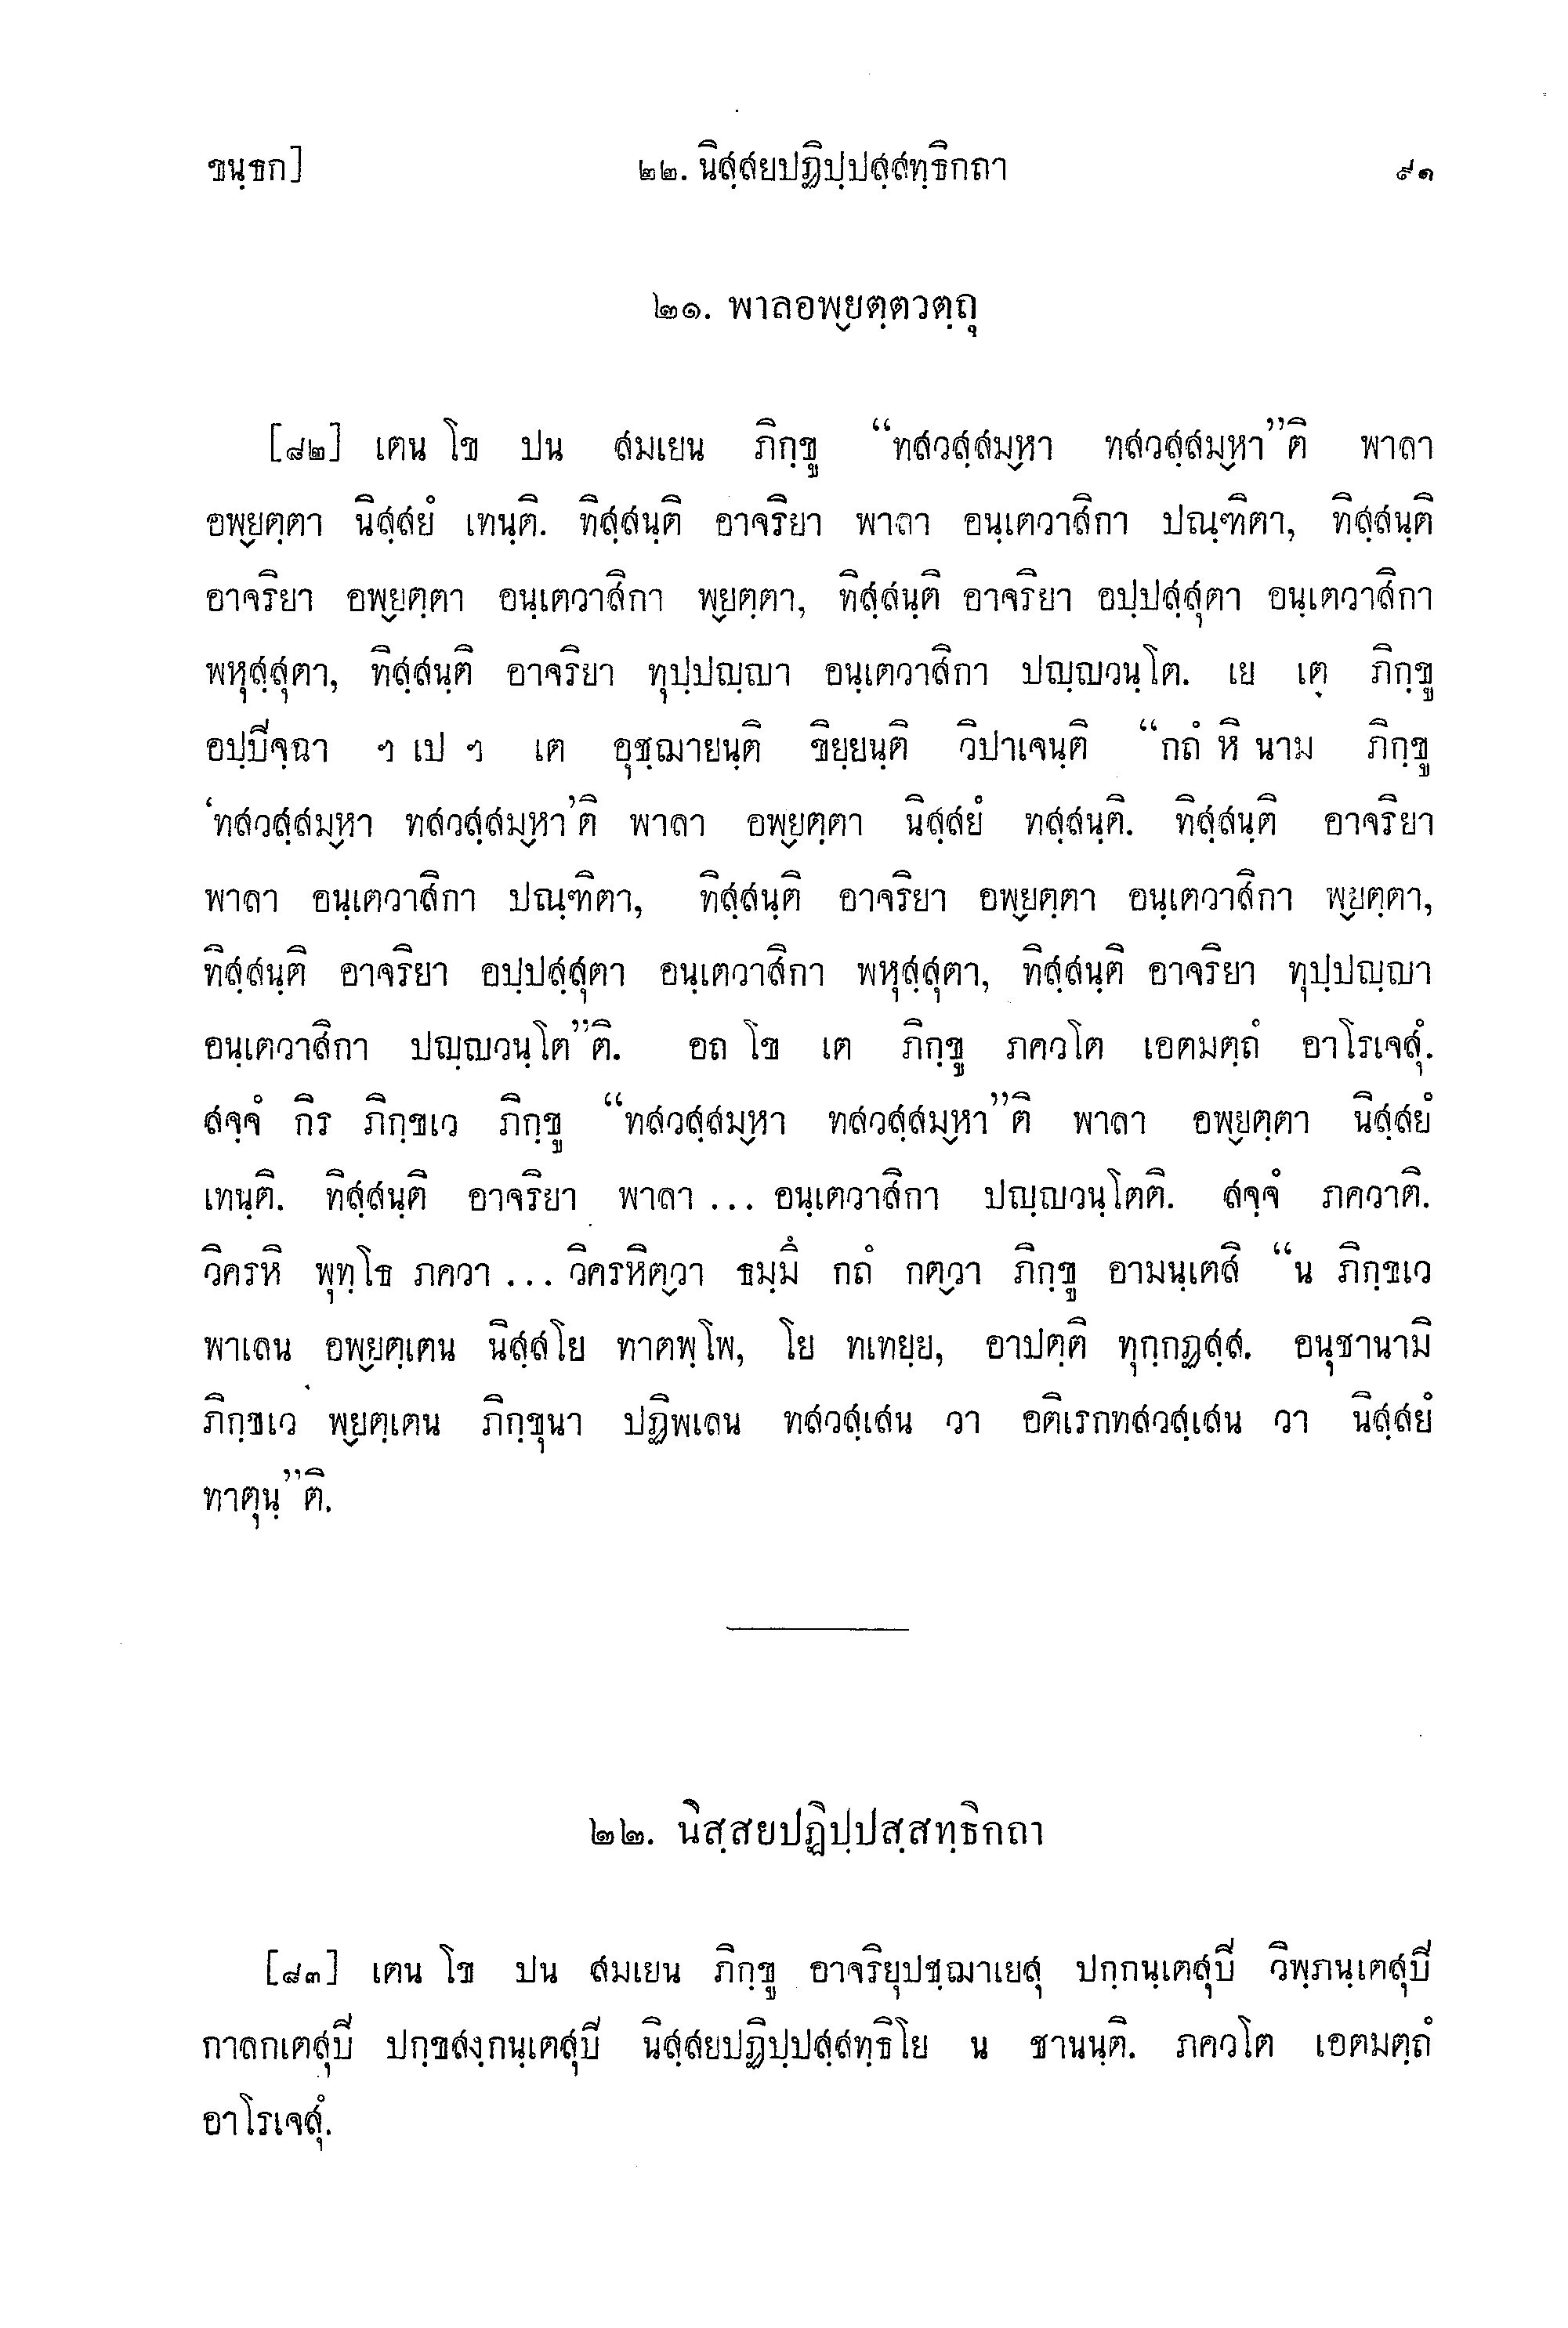 ขนฺธก]
๒๒. นิสฺสยปฏิปฺปสฺสทฺธิกถา
๙๑
๒๑. พาลอพฺยตฺตวตฺถุ
[๘๒] เตน โข ปน สมเยน ภิกฺขู “ทสวสฺสมฺหา ทสวสฺสมฺหา”ติ พาลา
อพฺยตฺตา นิสฺสยํ เทนฺติ. ทิสฺสนฺติ อาจริยา พาลา อนฺเตวาสิกา ปณฺฑิตา, ทิสฺสนฺติ
อาจริยา อพฺยตฺตา อนฺเตวาสิกา พฺยตฺตา, ทิสฺสนฺติ อาจริยา อปฺปสฺสุตา อนฺเตวาสิกา
พหุสฺสุตา, ทิสฺสนฺติ อาจริยา ทุปฺปญฺญา อนฺเตวาสิกา ปญฺญวนฺโต. เย เต ภิกฺขู
อปฺปิจฺฉา ฯ เป ฯ เต อุชฺฌายนฺติ ขิยฺยนฺติ วิปาเจนฺติ “กถํ หิ นาม ภิกฺขู
‘ทสวสฺสมฺหา ทสวสฺสมฺหา’ติ พาลา อพฺยตฺตา นิสฺสยํ ทสฺสนฺติ. ทิสฺสนฺติ อาจริยา
พาลา อนฺเตวาสิกา ปณฺฑิตา, ทิสฺสนฺติ อาจริยา อพฺยตฺตา อนฺเตวาสิกา พฺยตฺตา,
ทิสฺสนฺติ อาจริยา อปฺปสฺสุตา อนฺเตวาสิกา พหุสฺสุตา, ทิสฺสนฺติ อาจริยา ทุปฺปญฺญา
อนฺเตวาสิกา ปญฺญวนฺโต”ติ. อถ โข เต ภิกฺขู ภควโต เอตมตฺถํ อาโรเจสุํ.
สจฺจํ กิร ภิกฺขเว ภิกฺขู “ทสวสฺสมฺหา ทสวสฺสมฺหา”ติ พาลา อพฺยตฺตา นิสฺสยํ
เทนฺติ. ทิสฺสนฺติ อาจริยา พาลา ... อนฺเตวาสิกา ปญฺญวนฺโตติ. สจฺจํ ภควาติ.
วิครหิ พุทฺโธ ภควา ... วิครหิตฺวา ธมฺมึ กถํ กตฺวา ภิกฺขู อามนฺเตสิ “น ภิกฺขเว
พาเลน อพฺยตฺเตน นิสฺสโย ทาตพฺโพ, โย ทเทยฺย, อาปตฺติ ทุกฺกฏสฺส. อนุชานามิ
ภิกฺขเว พฺยตฺเตน ภิกฺขุนา ปฏิพเลน ทสวสฺเสน วา อติเรกทสวสฺเสน วา นิสฺสยํ
ทาตุนฺ”ติ.
๒๒. นิสฺสยปฏิปฺปสฺสทฺธิกถา
[๘๓] เตน โข ปน สมเยน ภิกฺขู อาจริยุปชฺฌาเยสุ ปกฺกนฺเตสุปิ วิพฺภนฺเตสุปิ
กาลกเตสุปิ ปกฺขสงฺกนฺเตสุปิ นิสฺสยปฏิปฺปสฺสทฺธิโย น ชานนฺติ. ภควโต เอตมตฺถํ
อาโรเจสุํ.